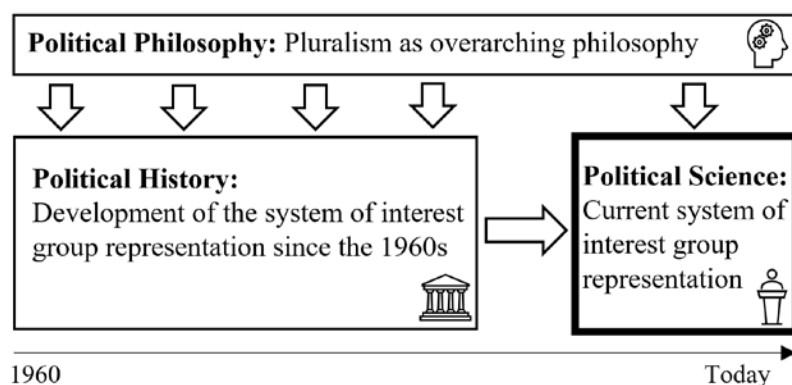 Political Philosophy: Pluralism as overarching philosophy
Political History:
Development of the system of interest
group representation since the 1960s
Political Science:
Current system of
interest group
representation
1960
Today